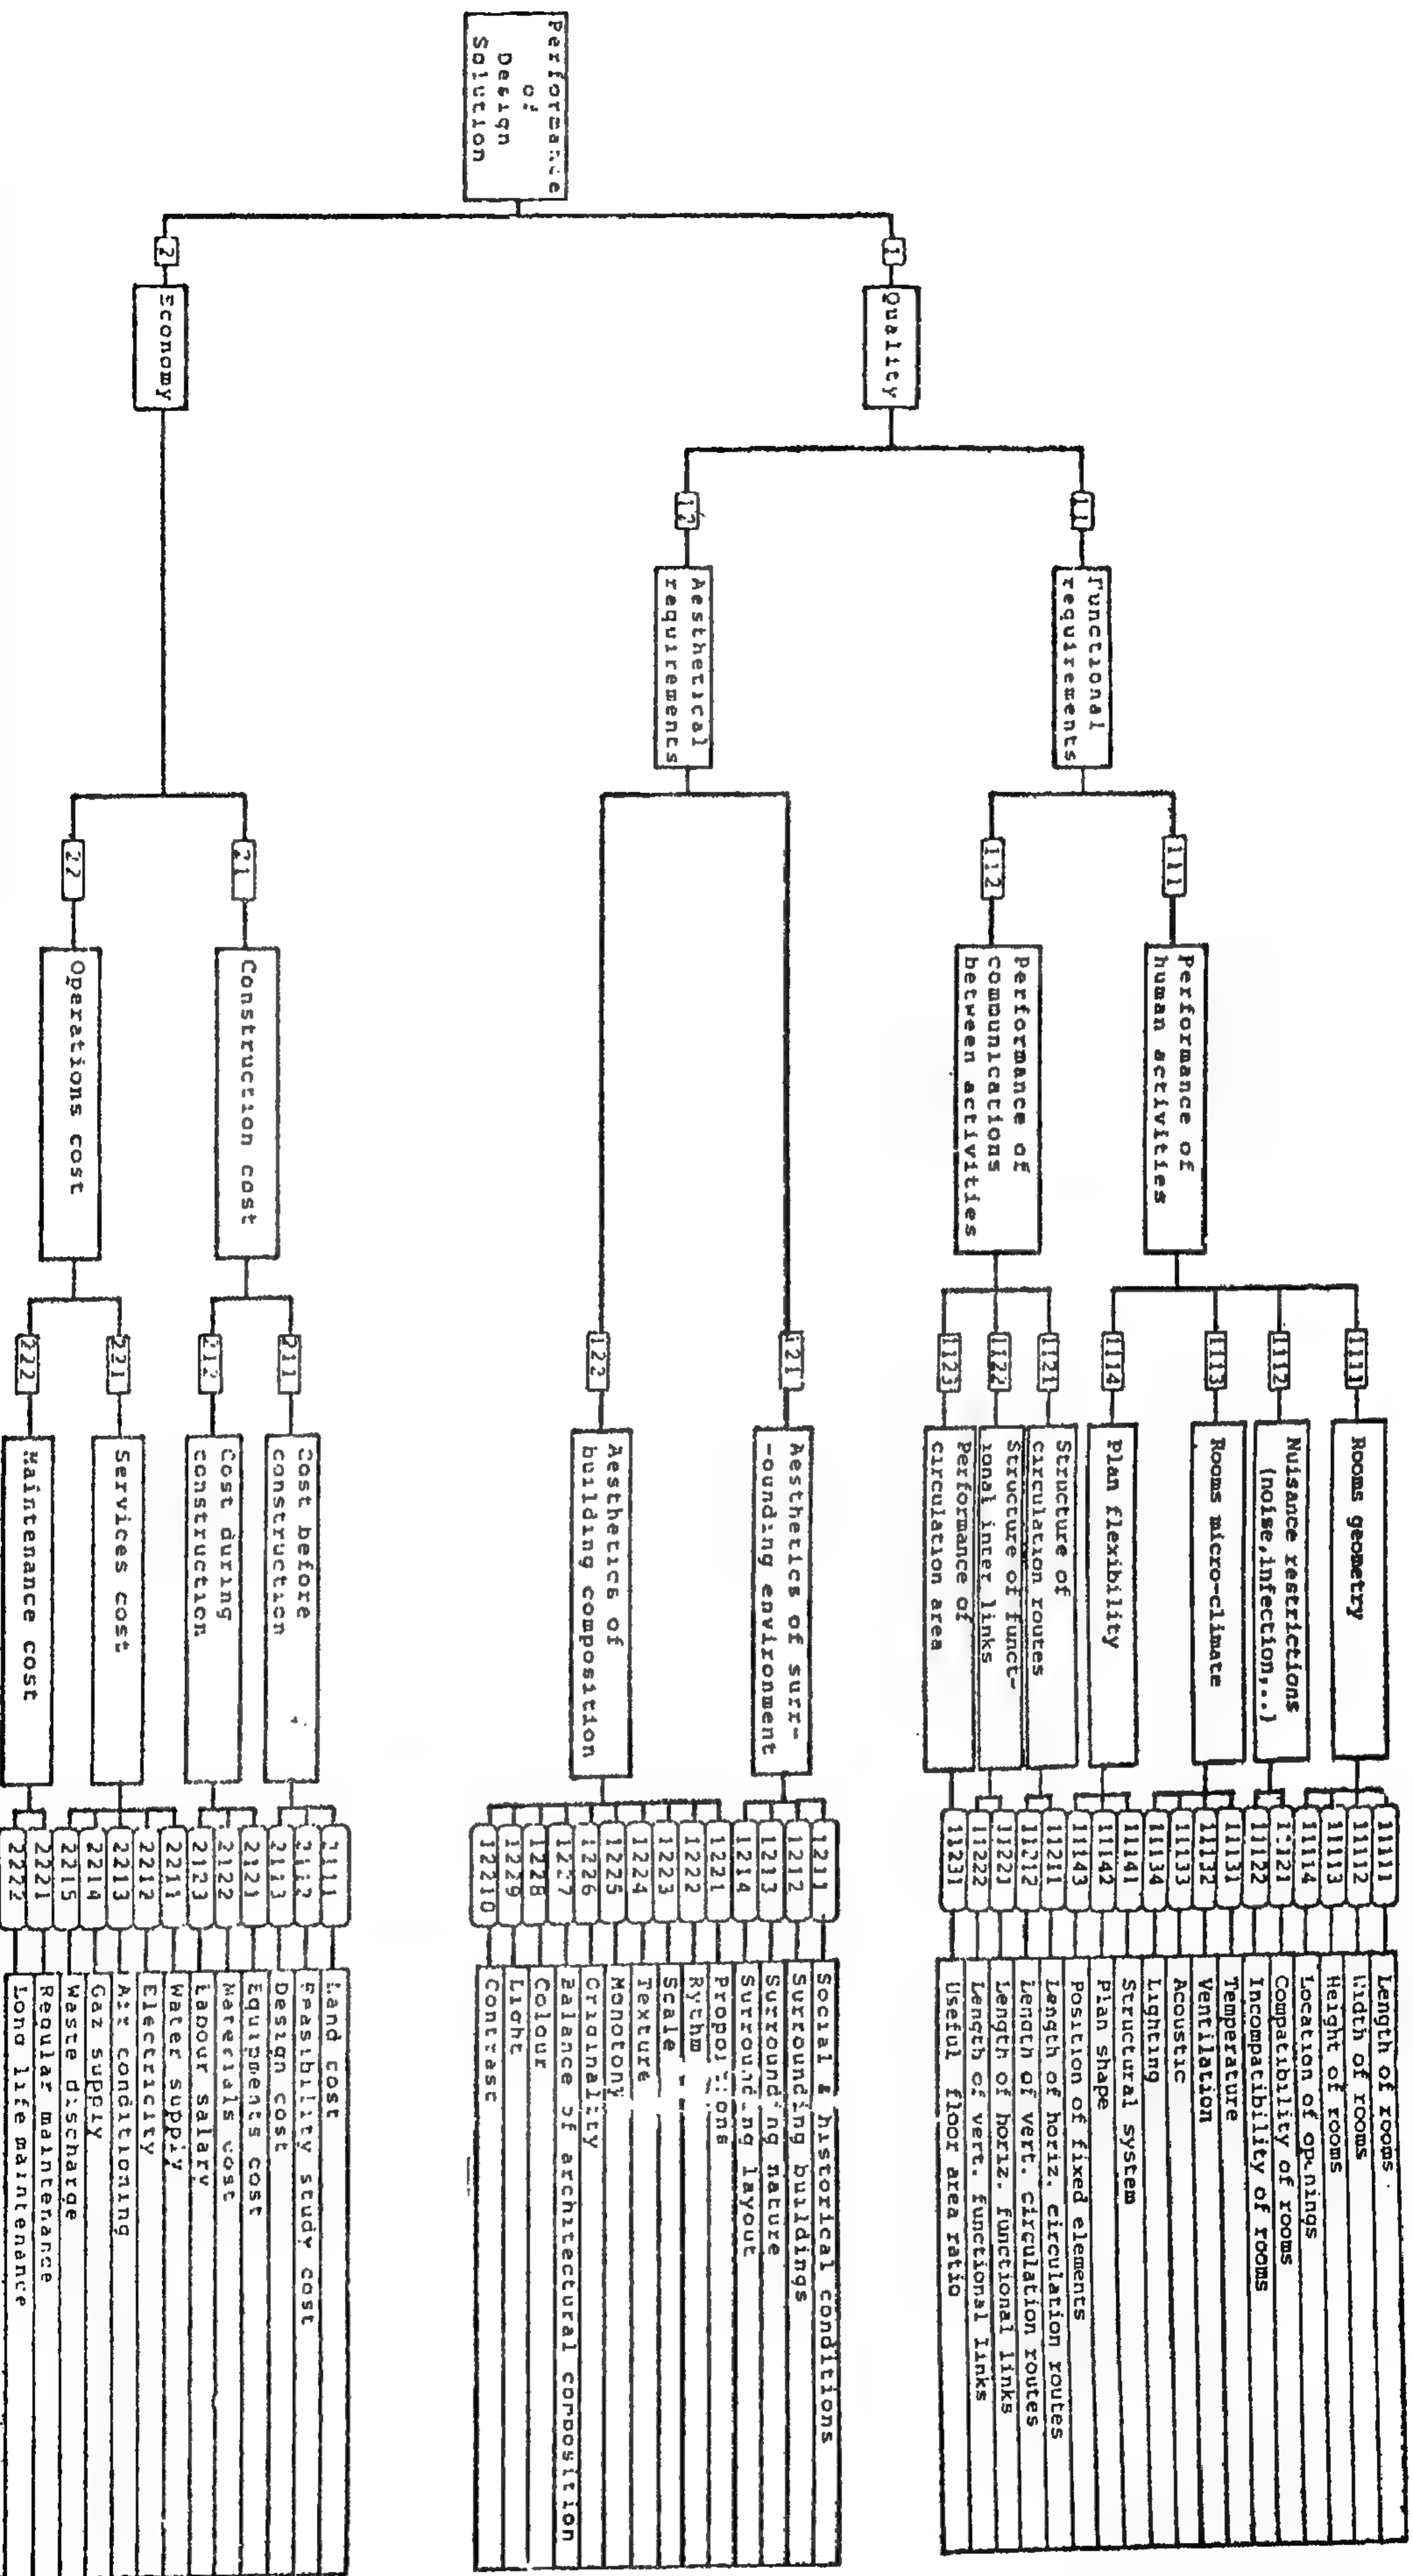 Performance
of
Design
Solution
1
Quality
2
Economy
11
Functional
requirements
12
Aesthetical
requirements
111
Performance of
human activities
112
Performance of
communications
between activities
21
Construction cost
22
Operations cost
1111
Rooms geometry
1112
Nuisance restrictions
(noise,infection,..)
1113
Rooms micro-climate
1114
Plan flexibility
1121
Structure of
circulation routes
1122
Structure of funct-
ional inter links
1123
Performance of
circulation area
121
Aesthetics of surr-
-ounding environment
122
Aesthetics of
building composition
211
Cost before
construction
212
Cost during
construction
221
Services cost
222
Maintenance cost
11111 Length of rooms
11112 Width of rooms
11113 Height of rooms
11114 Location of openings
11121 Compatibility of rooms
11122 Incompatibility of rooms
11131 Temperature
11132 Ventilation
11133 Acoustic
11134 Lighting
11141 Structural system
11142 Plan shape
11143 Position of fixed elements
11211 Length of horiz. circulation routes
11212 Length of vert. circulation routes
11221 Length of horiz. functional links
11222 Length of vert. functional links
11231 Useful floor area ratio
1211 Social & historical conditions
1212 Surrounding buildings
1213 Surrounding nature
1214 Surrounding layout
1221 Proportions
1222 Rythm
1223 Scale
1224 Texture
1225 Monotony
1226 Originality
1227 Balance of architectural composition
1228 Colour
1229 Light
12210 Contrast
2111 Land cost
2112 Feasibility study cost
2113 Design cost
2121 Equipments cost
2122 Materials cost
2123 Labour salary
2211 Water supply
2212 Electricity
2213 Air conditioning
2214 Gaz supply
2215 Waste discharge
2221 Regular maintenance
2222 Long life maintenance